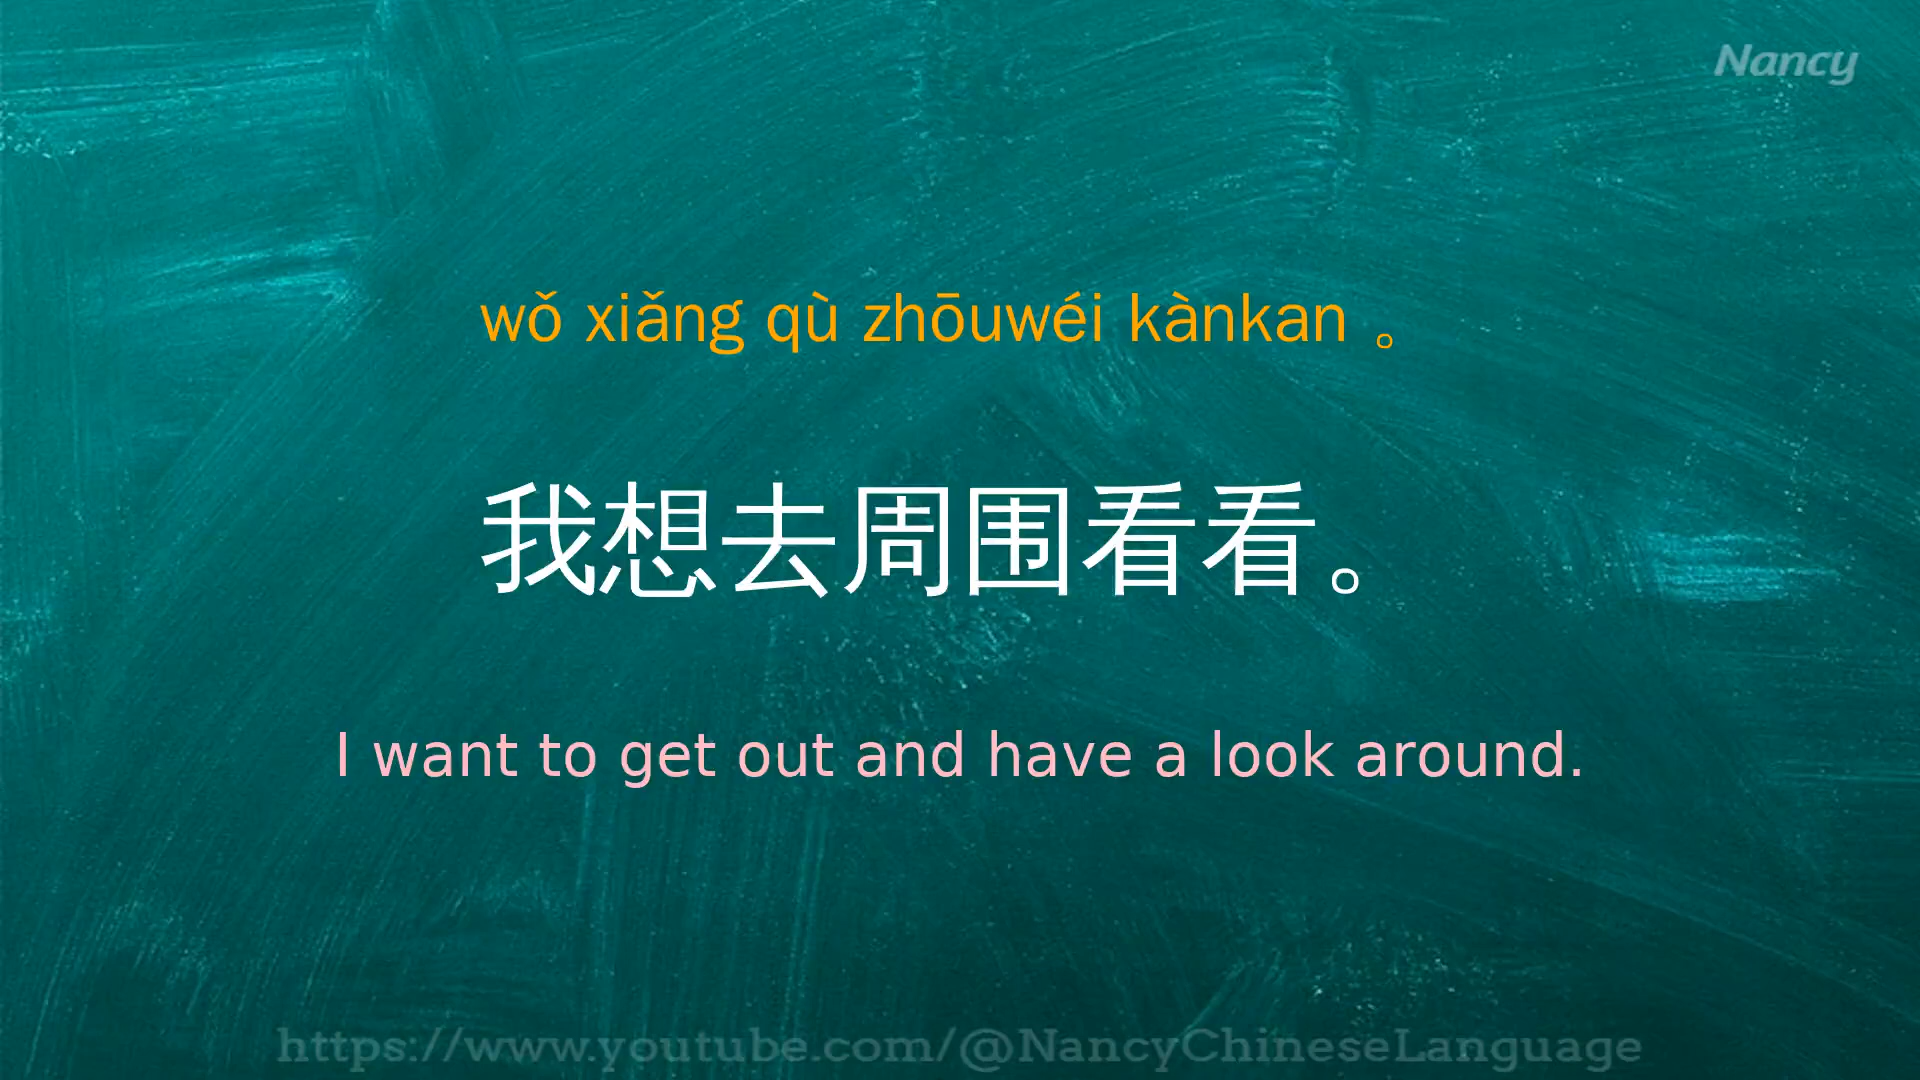 Nancy
wǒ xiǎng qù zhōuwéi kànkan 。
我想去周围看看。
I want to get out and have a look around.
https://www.youtube.com/@NancyChineseLanguage